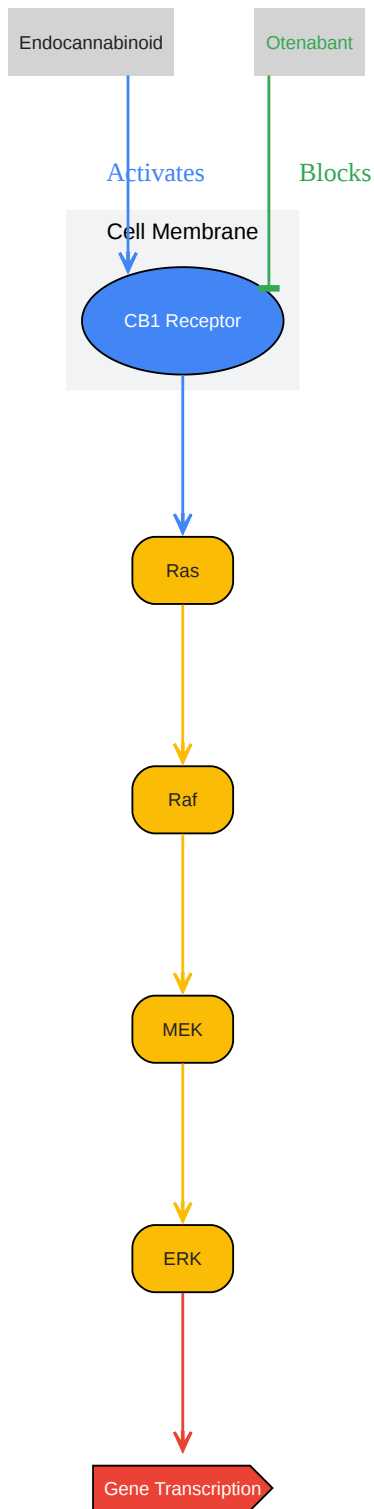 Endocannabinoid
Otenabant
Activates
Blocks
Cell Membrane
CB1 Receptor
Ras
Raf
MEK
ERK
Gene Transcription